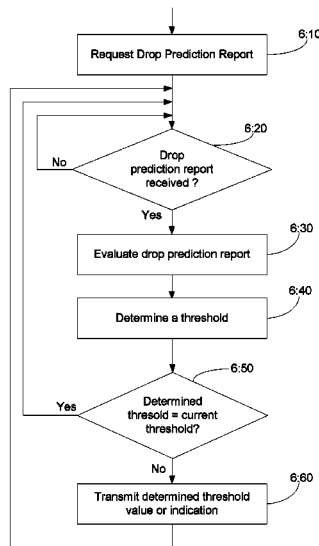 6:10
Request Drop Prediction Report
6:20
Drop
prediction report
received ?
No
Yes
6:30
Evaluate drop prediction report
6:40
Determine a threshold
6:50
Determined
thresold = current
threshold?
Yes
No
6:60
Transmit determined threshold
value or indication